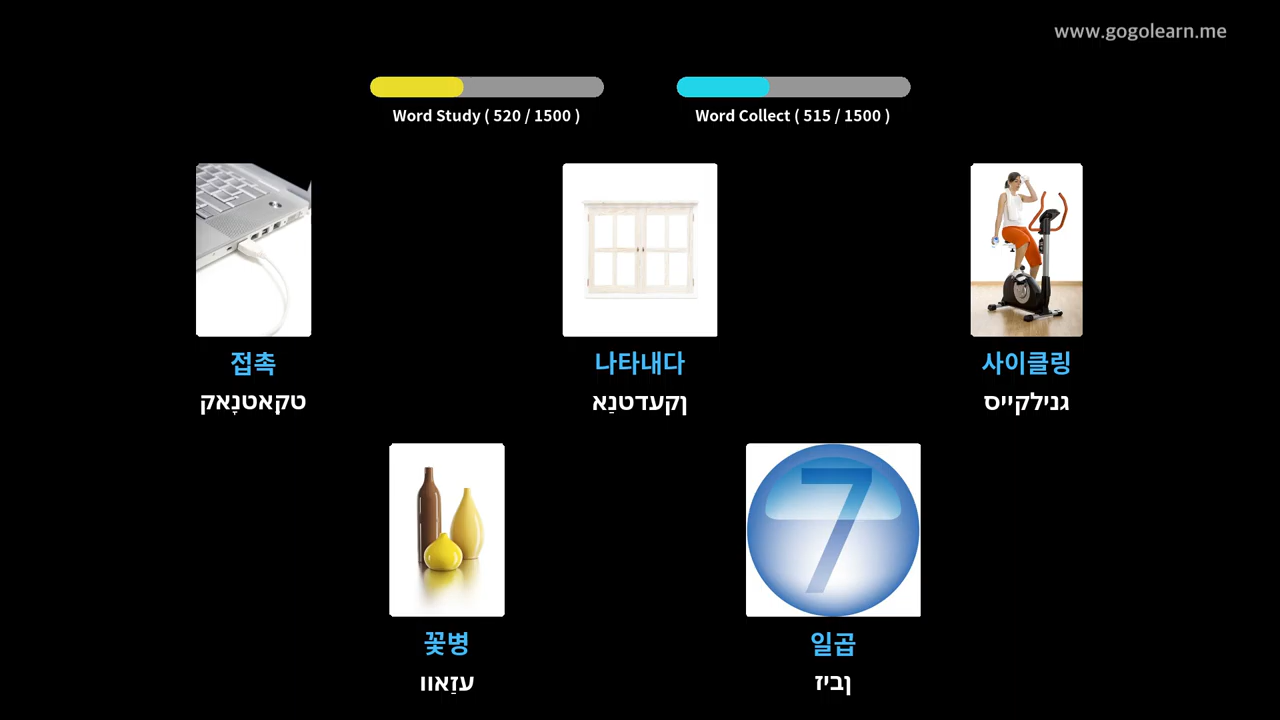 www.gogolearn.me
Word Study ( 520 / 1500 )
Word Collect ( 515 / 1500 )
접촉
טקאטנָאק
나타내다
ןקעדטנַא
사이클링
גנילקייס
꽃병
עזַאוו
일곱
ןביז